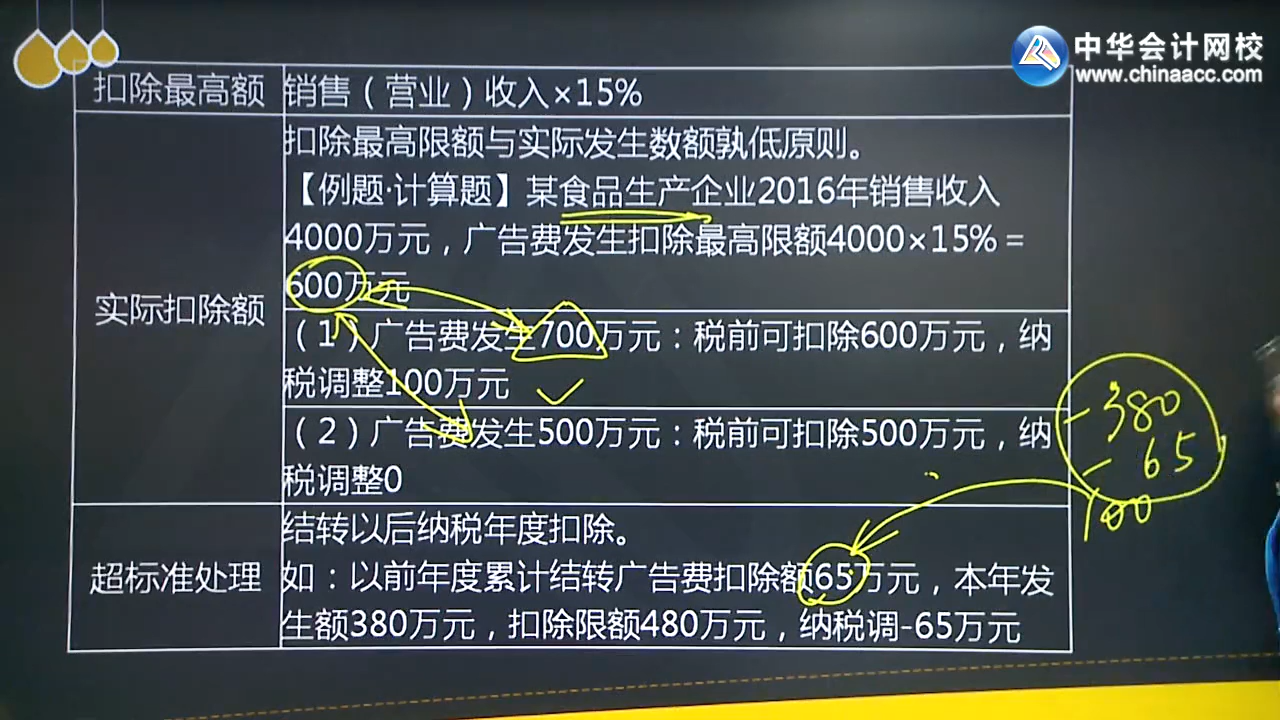 中华会计网校
www.chinaacc.com
扣除最高额 销售（营业）收入×15%
实际扣除额
扣除最高限额与实际发生数额孰低原则。
【例题·计算题】某食品生产企业2016年销售收入
4000万元，广告费发生扣除最高限额4000×15%＝
600万元
（1）广告费发生700万元：税前可扣除600万元，纳
税调整100万元
（2）广告费发生500万元：税前可扣除500万元，纳
税调整0
-380
-65
100
超标准处理
结转以后纳税年度扣除。
如：以前年度累计结转广告费扣除额65万元，本年发
生额380万元，扣除限额480万元，纳税调-65万元